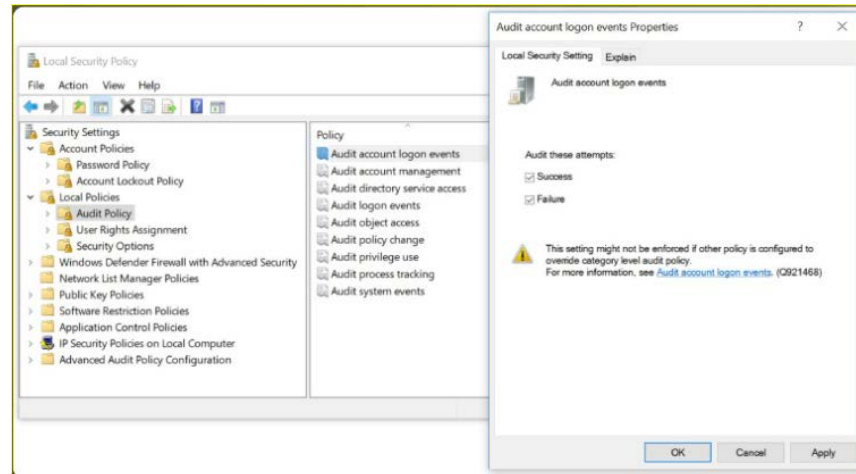 Local Security Policy
File Action View Help
Security Settings
Account Policies
Password Policy
Account Lockout Policy
Local Policies
Audit Policy
User Rights Assignment
Security Options
Windows Defender Firewall with Advanced Security
Network List Manager Policies
Public Key Policies
Software Restriction Policies
Application Control Policies
IP Security Policies on Local Computer
Advanced Audit Policy Configuration
Policy
Audit account logon events
Audit account management
Audit directory service access
Audit logon events
Audit object access
Audit policy change
Audit privilege use
Audit process tracking
Audit system events
Audit account logon events Properties
Local Security Setting Explain
Audit account logon events
Audit these attempts:
Success
Failure
This setting might not be enforced if other policy is configured to
override category level audit policy.
For more information, see Audit account logon events. (Q921468)
OK Cancel Apply